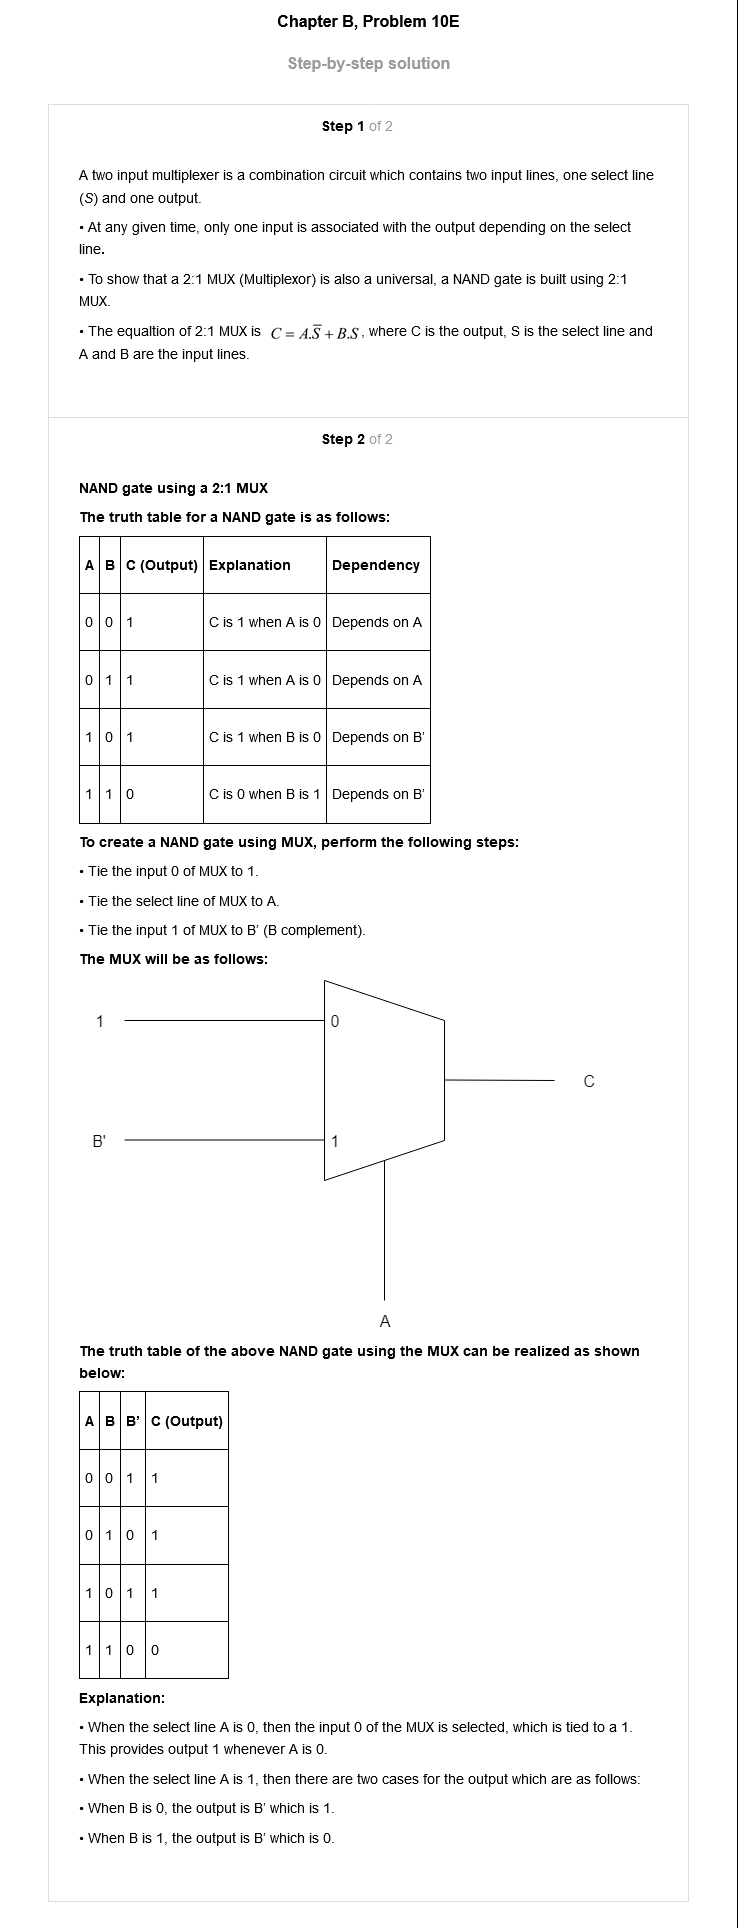 Chapter B, Problem 10E
Step-by-step solution
Step 1 of 2
A two input multiplexer is a combination circuit which contains two input lines, one select line
(S) and one output.
• At any given time, only one input is associated with the output depending on the select
line.
• To show that a 2:1 MUX (Multiplexor) is also a universal, a NAND gate is built using 2:1
MUX.
• The equaltion of 2:1 MUX is C = A.S̅ + B.S, where C is the output, S is the select line and
A and B are the input lines.
Step 2 of 2
NAND gate using a 2:1 MUX
The truth table for a NAND gate is as follows:
A B C (Output) Explanation Dependency
0 0 1 C is 1 when A is 0 Depends on A
0 1 1 C is 1 when A is 0 Depends on A
1 0 1 C is 1 when B is 0 Depends on B'
1 1 0 C is 0 when B is 1 Depends on B'
To create a NAND gate using MUX, perform the following steps:
• Tie the input 0 of MUX to 1.
• Tie the select line of MUX to A.
• Tie the input 1 of MUX to B' (B complement).
The MUX will be as follows:
1 0
C
B' 1
A
The truth table of the above NAND gate using the MUX can be realized as shown
below:
A B B' C (Output)
0 0 1 1
0 1 0 1
1 0 1 1
1 1 0 0
Explanation:
• When the select line A is 0, then the input 0 of the MUX is selected, which is tied to a 1.
This provides output 1 whenever A is 0.
• When the select line A is 1, then there are two cases for the output which are as follows:
• When B is 0, the output is B' which is 1.
• When B is 1, the output is B' which is 0.